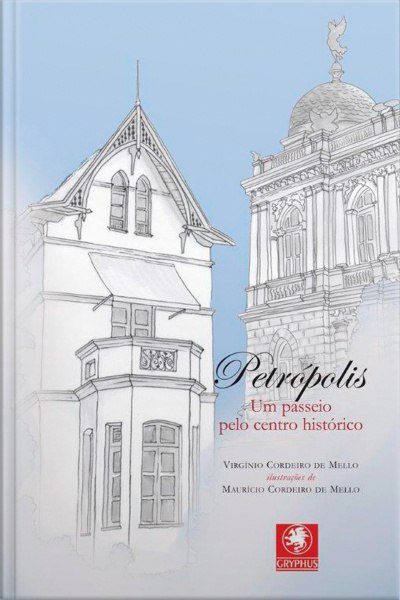 Petrópolis
Um passeio
pelo centro histórico
VIRGÍNIO CORDEIRO DE MELLO
ilustrações de
MAURÍCIO CORDEIRO DE MELLO
GRYPHUS